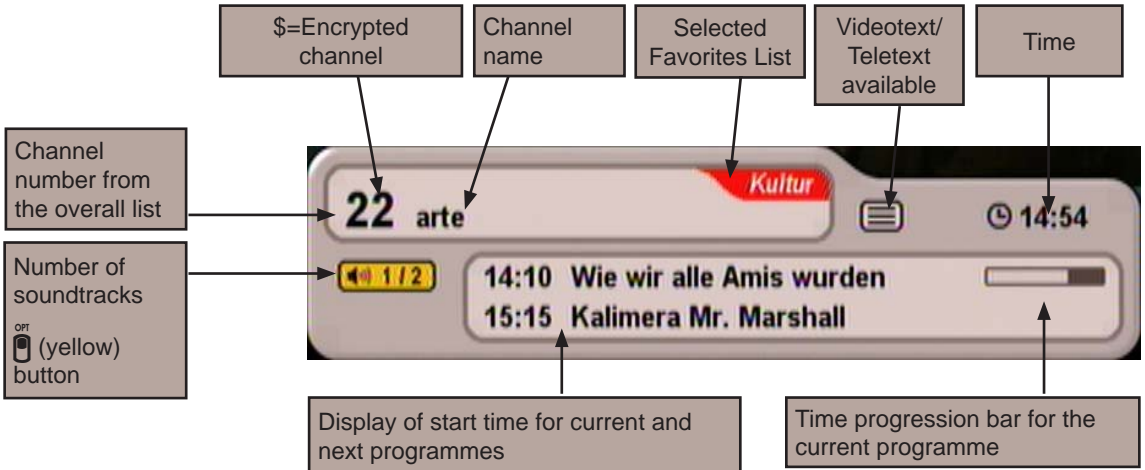 $=Encrypted
channel
Channel
name
Selected
Favorites List
Videotext/
Teletext
available
Time
Channel
number from
the overall list
Number of
soundtracks
OPT
(yellow)
button
Kultur
22 arte
14:54
1 / 2
14:10 Wie wir alle Amis wurden
15:15 Kalimera Mr. Marshall
Display of start time for current and
next programmes
Time progression bar for the
current programme